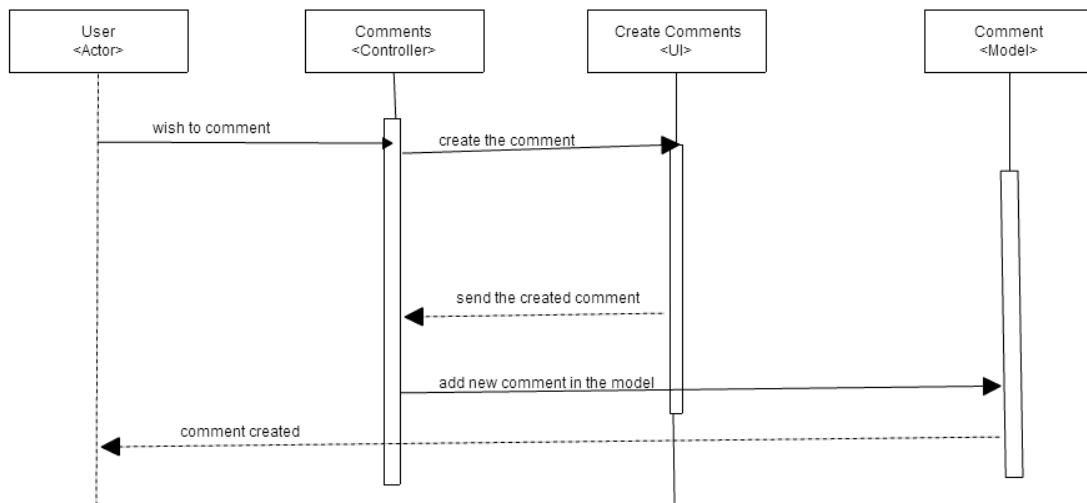 User
<Actor>
Comments
<Controller>
Create Comments
<UI>
Comment
<Model>
wish to comment
create the comment
send the created comment
add new comment in the model
comment created